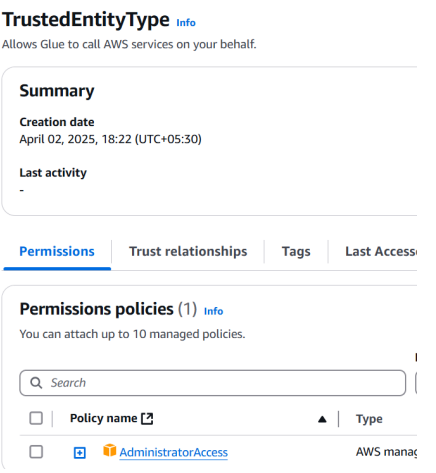 TrustedEntityType Info
Allows Glue to call AWS services on your behalf.
Summary
Creation date
April 02, 2025, 18:22 (UTC+05:30)
Last activity
-
Permissions Trust relationships Tags Last Access
Permissions policies (1) Info
You can attach up to 10 managed policies.
Search
Policy name Type
AdministratorAccess AWS manag